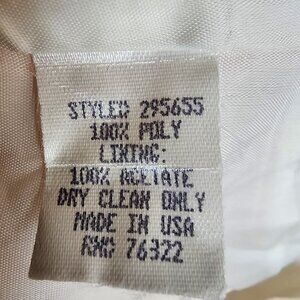 STYLE# 295655
100% POLY
LINING:
100% ACETATE
DRY CLEAN ONLY
MADE IN USA
RN# 76322